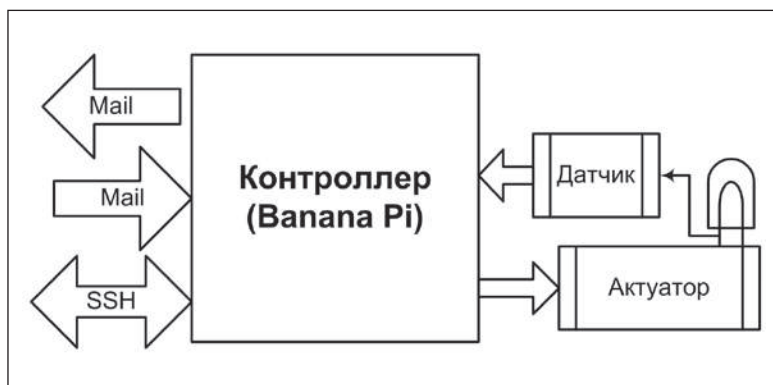 Mail
Mail
SSH
Контроллер
(Banana Pi)
Датчик
Актуатор